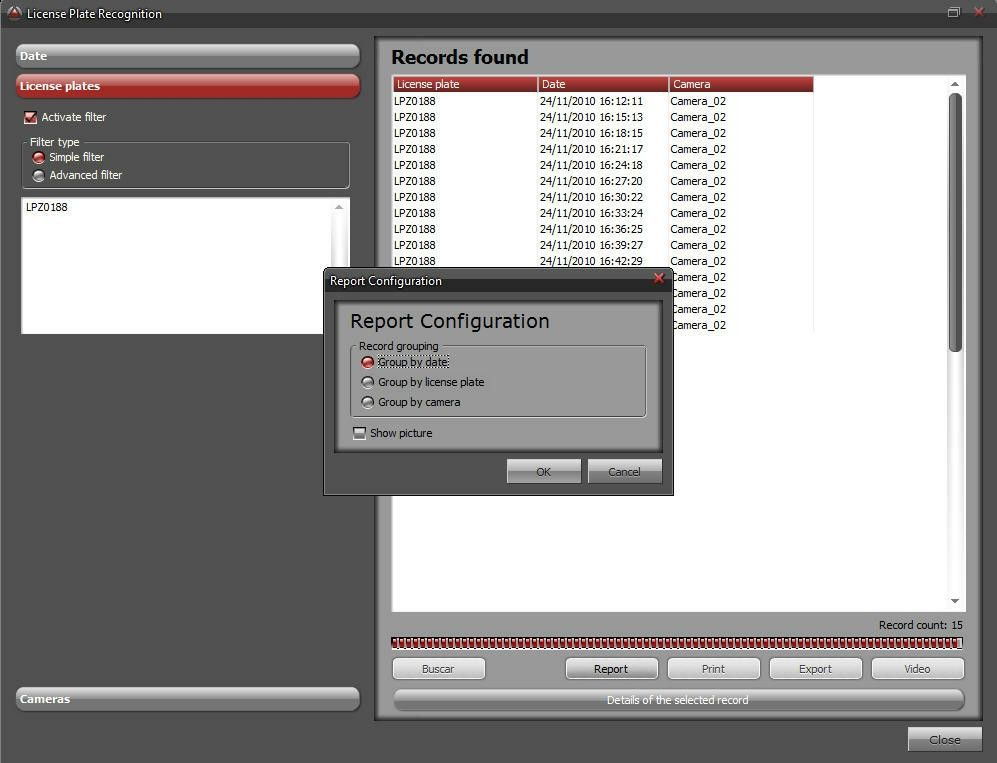 License Plate Recognition
Date
License plates
Activate filter
Filter type
Simple filter
Advanced filter
LPZ0188
Cameras
Records found
License plate Date Camera
LPZ0188 24/11/2010 16:12:11 Camera_02
LPZ0188 24/11/2010 16:15:13 Camera_02
LPZ0188 24/11/2010 16:18:15 Camera_02
LPZ0188 24/11/2010 16:21:17 Camera_02
LPZ0188 24/11/2010 16:24:18 Camera_02
LPZ0188 24/11/2010 16:27:20 Camera_02
LPZ0188 24/11/2010 16:30:22 Camera_02
LPZ0188 24/11/2010 16:33:24 Camera_02
LPZ0188 24/11/2010 16:36:25 Camera_02
LPZ0188 24/11/2010 16:39:27 Camera_02
LPZ0188 24/11/2010 16:42:29 Camera_02
Camera_02
Camera_02
Camera_02
Camera_02
Report Configuration
Report Configuration
Record grouping
Group by date
Group by license plate
Group by camera
Show picture
OK Cancel
Record count: 15
Buscar Report Print Export Video
Details of the selected record
Close